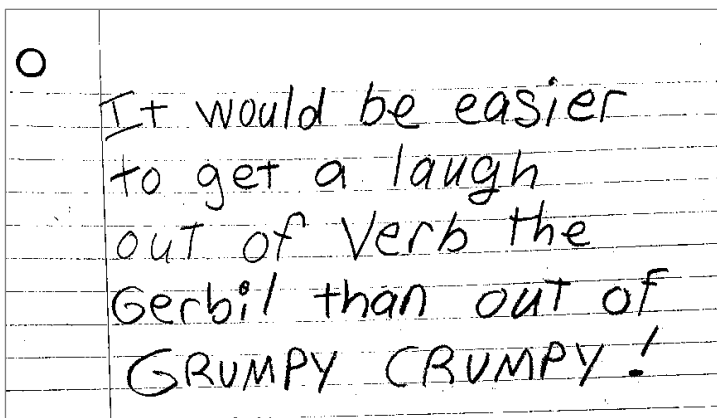 It would be easier
to get a laugh
out of Verb the
Gerbil than out of
GRUMPY CRUMPY!